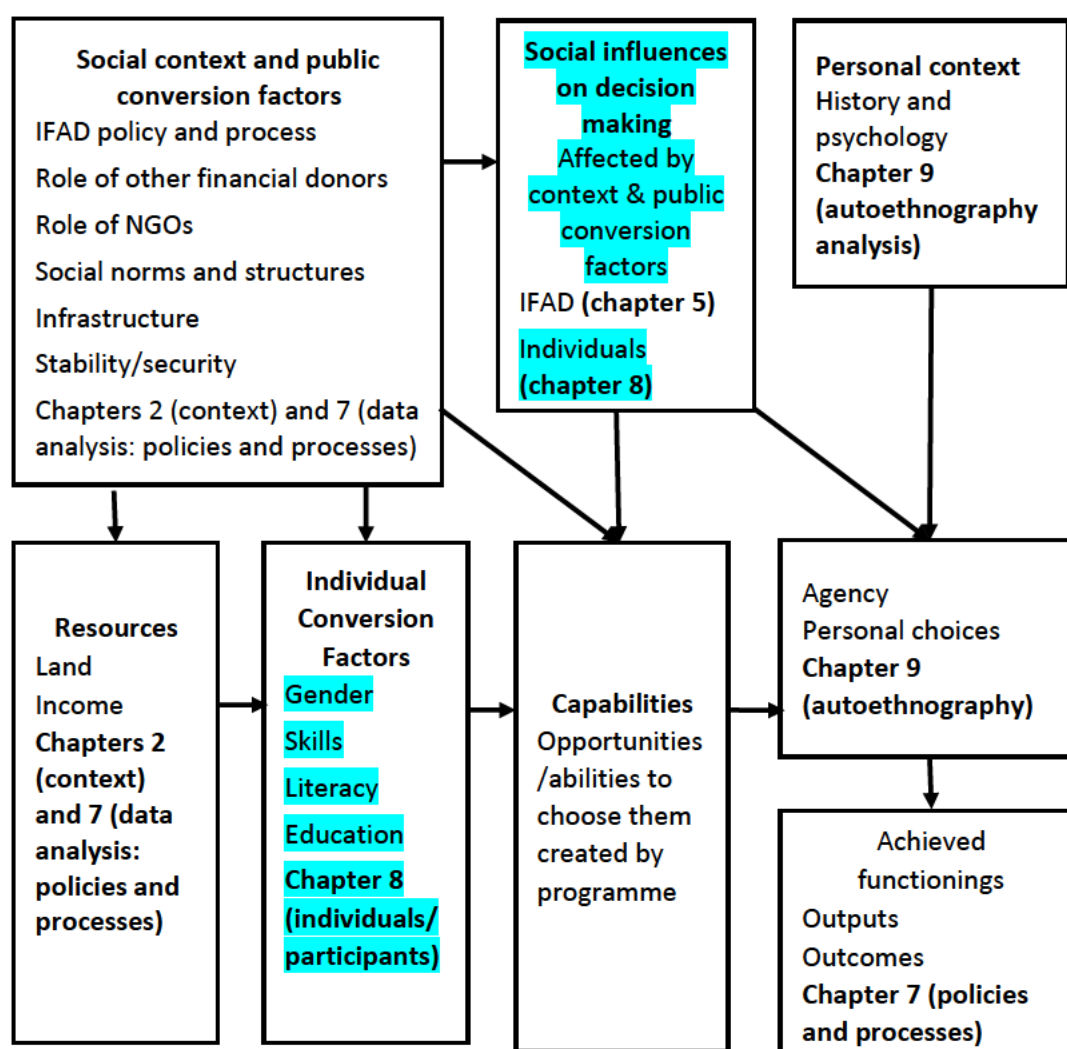 Social context and public
conversion factors
IFAD policy and process
Role of other financial donors
Role of NGOs
Social norms and structures
Infrastructure
Stability/security
Chapters 2 (context) and 7 (data
analysis: policies and processes)
Social influences
on decision
making
Affected by
context & public
conversion
factors
IFAD (chapter 5)
Individuals
(chapter 8)
Personal context
History and
psychology
Chapter 9
(autoethnography
analysis)
Resources
Land
Income
Chapters 2
(context)
and 7 (data
analysis:
policies and
processes)
Individual
Conversion
Factors
Gender
Skills
Literacy
Education
Chapter 8
(individuals/
participants)
Capabilities
Opportunities
/abilities to
choose them
created by
programme
Agency
Personal choices
Chapter 9
(autoethnography)
Achieved
functionings
Outputs
Outcomes
Chapter 7 (policies
and processes)